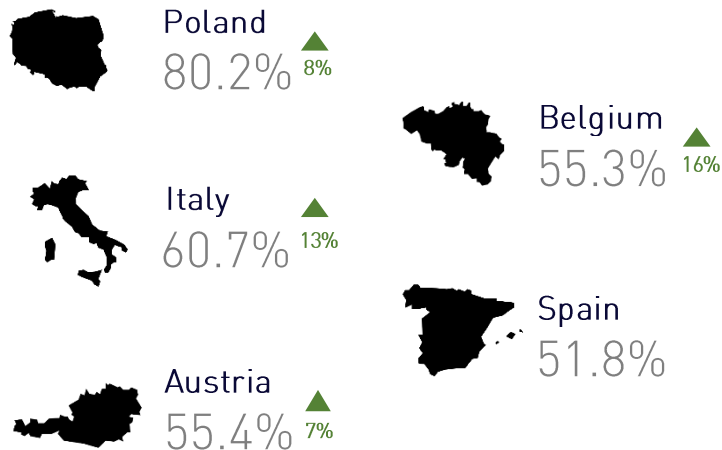 Poland
80.2%
8%
Belgium
55.3%
16%
Italy
60.7%
13%
Spain
51.8%
Austria
55.4%
7%